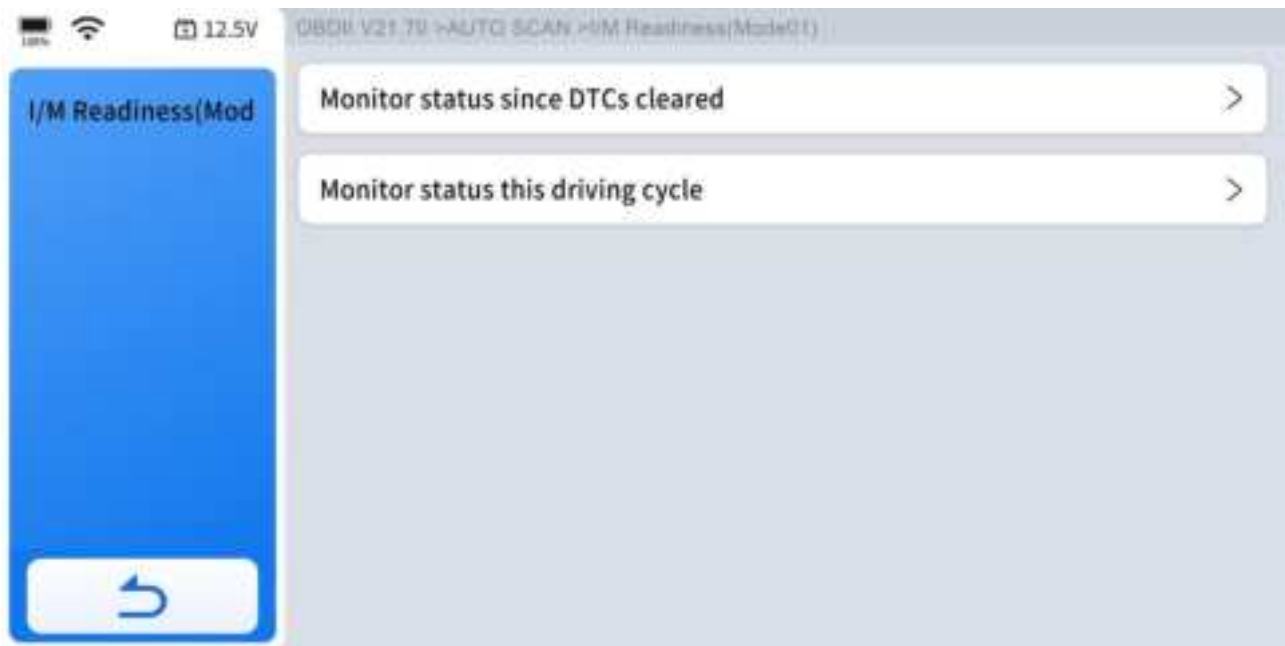 100%
12.5V
OBDII V21.70 >AUTO SCAN >I/M Readiness(Mode01)
I/M Readiness(Mod
Monitor status since DTCs cleared
>
Monitor status this driving cycle
>